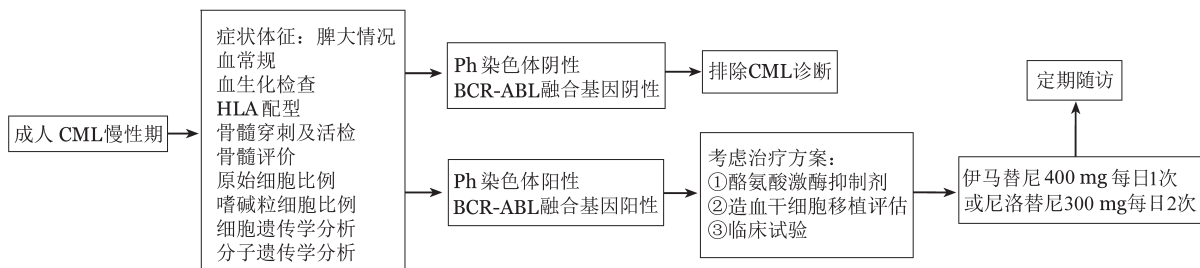 成人 CML慢性期
症状体征：脾大情况
血常规
血生化检查
HLA配型
骨髓穿刺及活检
骨髓评价
原始细胞比例
嗜碱粒细胞比例
细胞遗传学分析
分子遗传学分析
Ph 染色体阴性
BCR-ABL融合基因阴性
排除CML诊断
Ph 染色体阳性
BCR-ABL融合基因阳性
考虑治疗方案：
①酪氨酸激酶抑制剂
②造血干细胞移植评估
③临床试验
伊马替尼400 mg 每日1次
或尼洛替尼300 mg每日2次
定期随访